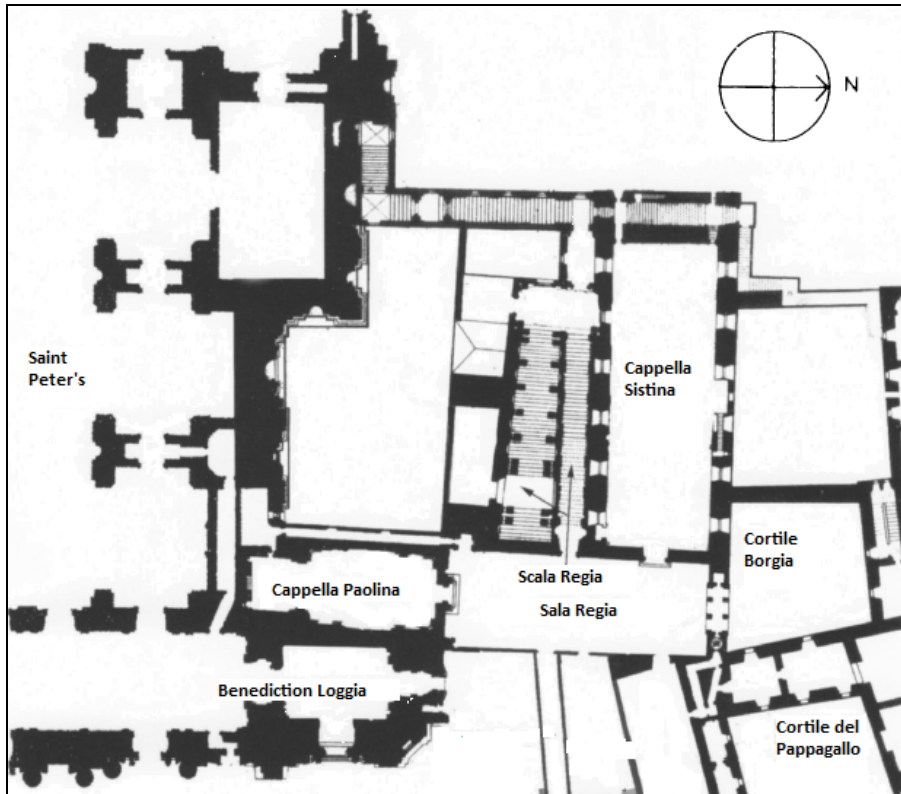 N
Saint
Peter's
Cappella
Sistina
Cortile
Borgia
Scala Regia
Cappella Paolina
Sala Regia
Benediction Loggia
Cortile del
Pappagallo